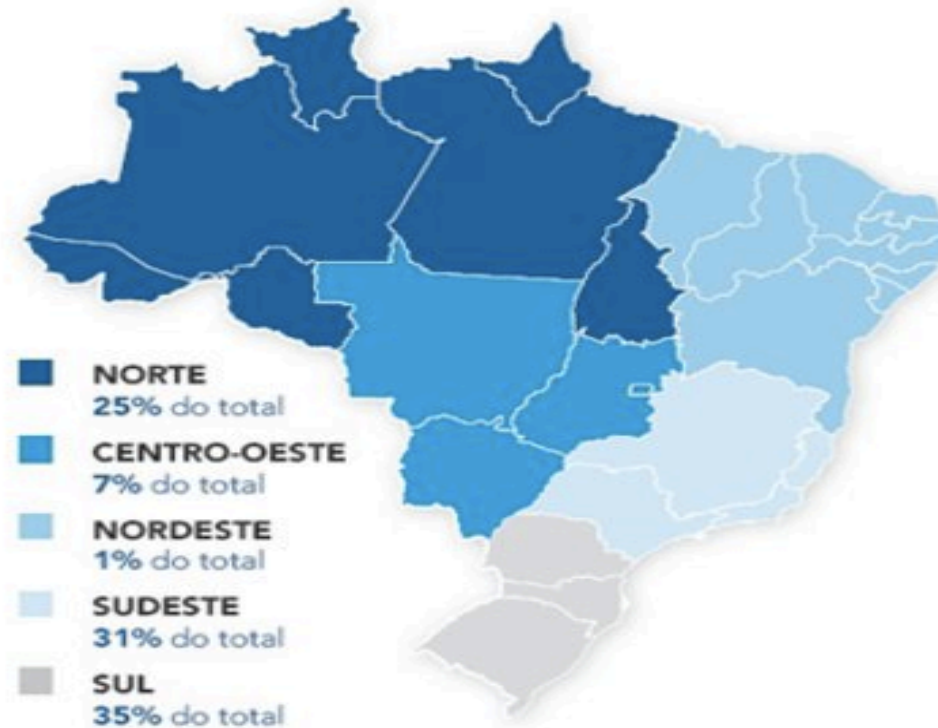 NORTE
25% do total
CENTRO-OESTE
7% do total
NORDESTE
1% do total
SUDESTE
31% do total
SUL
35% do total